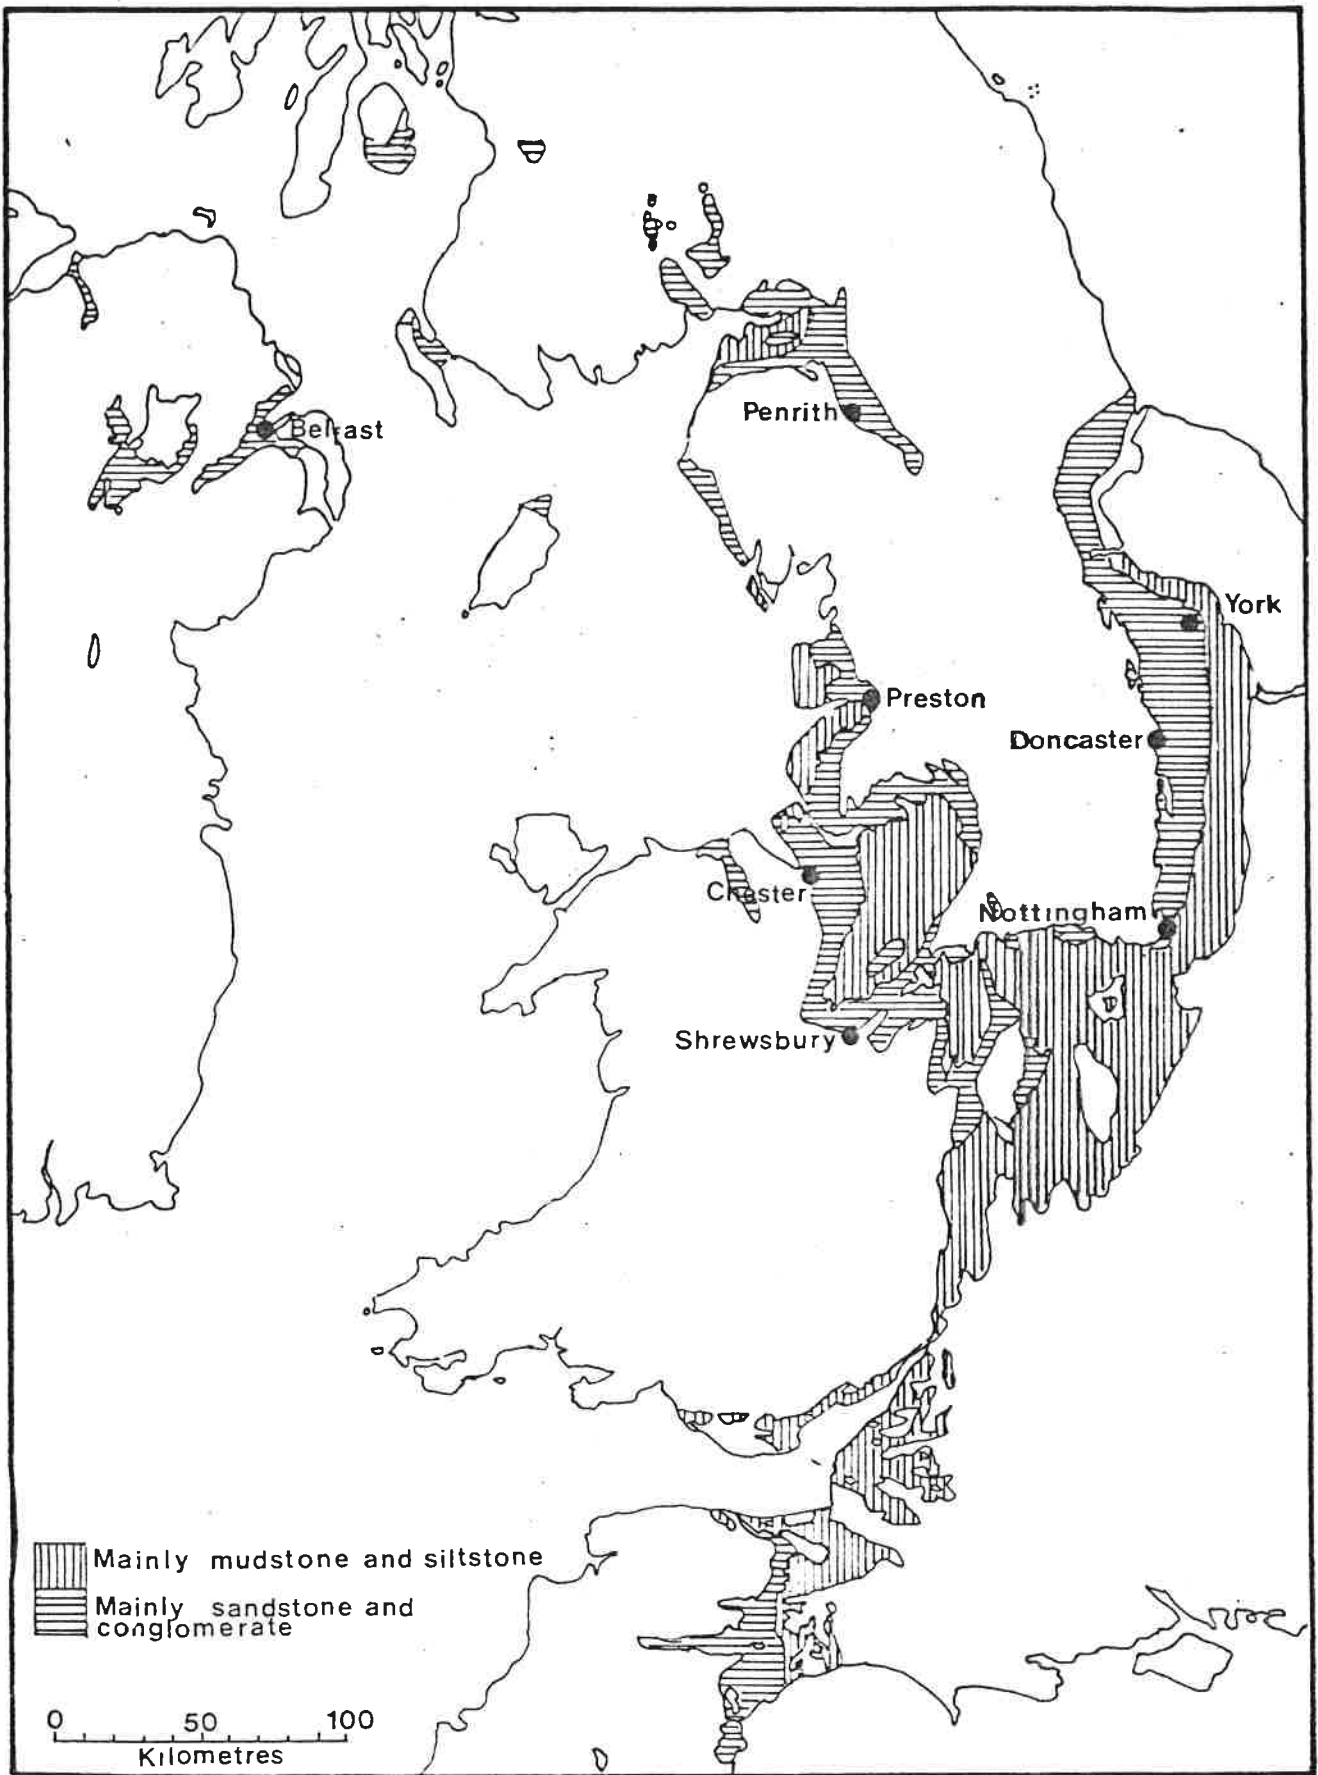 Penrith
Belfast
York
Preston
Doncaster
Chester
Nottingham
Shrewsbury
Mainly mudstone and siltstone
Mainly sandstone and
conglomerate
0 50 100
Kilometres